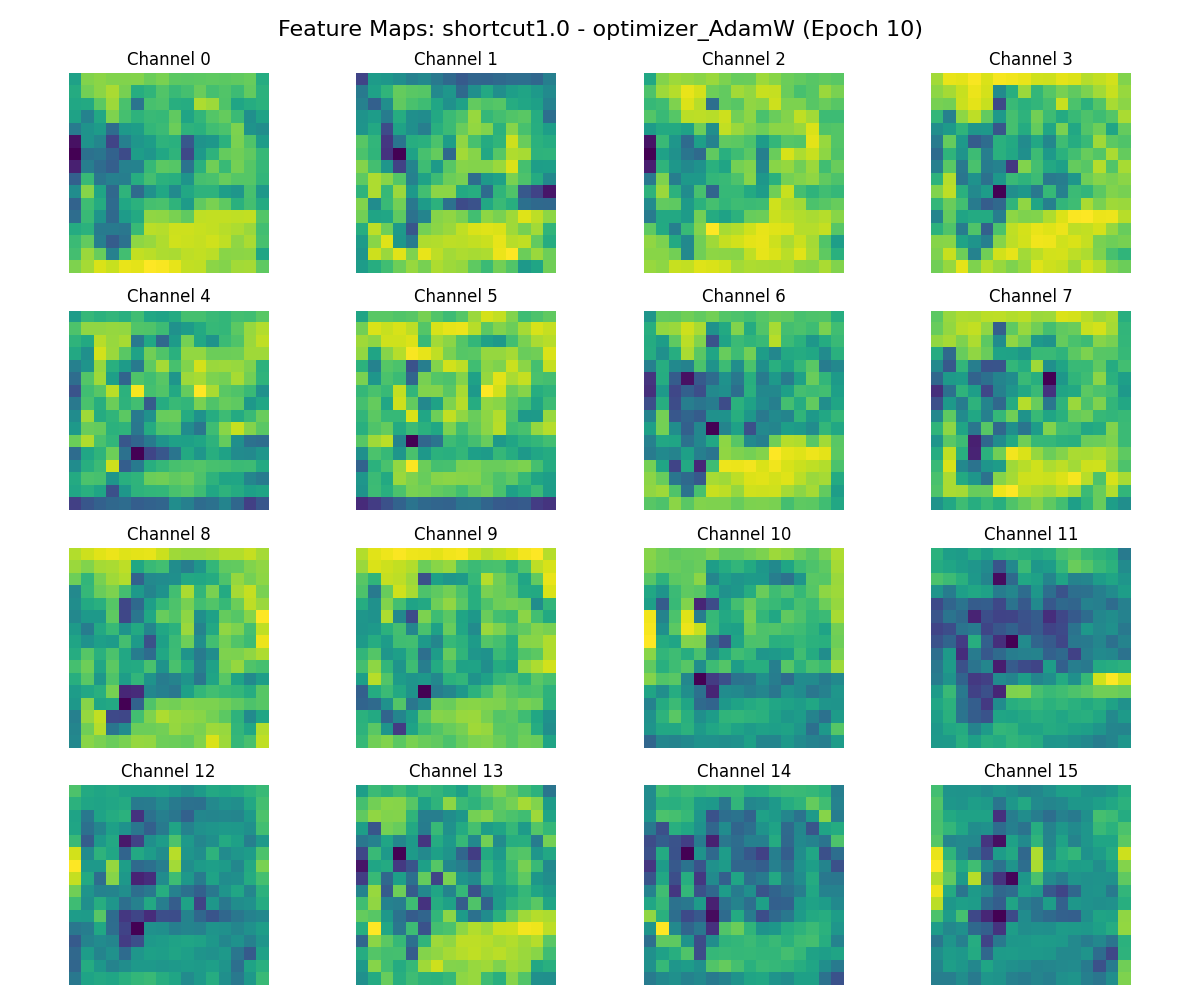 Feature Maps: shortcut1.0 - optimizer_AdamW (Epoch 10)
Channel 0
Channel 1
Channel 2
Channel 3
Channel 4
Channel 5
Channel 6
Channel 7
Channel 8
Channel 9
Channel 10
Channel 11
Channel 12
Channel 13
Channel 14
Channel 15